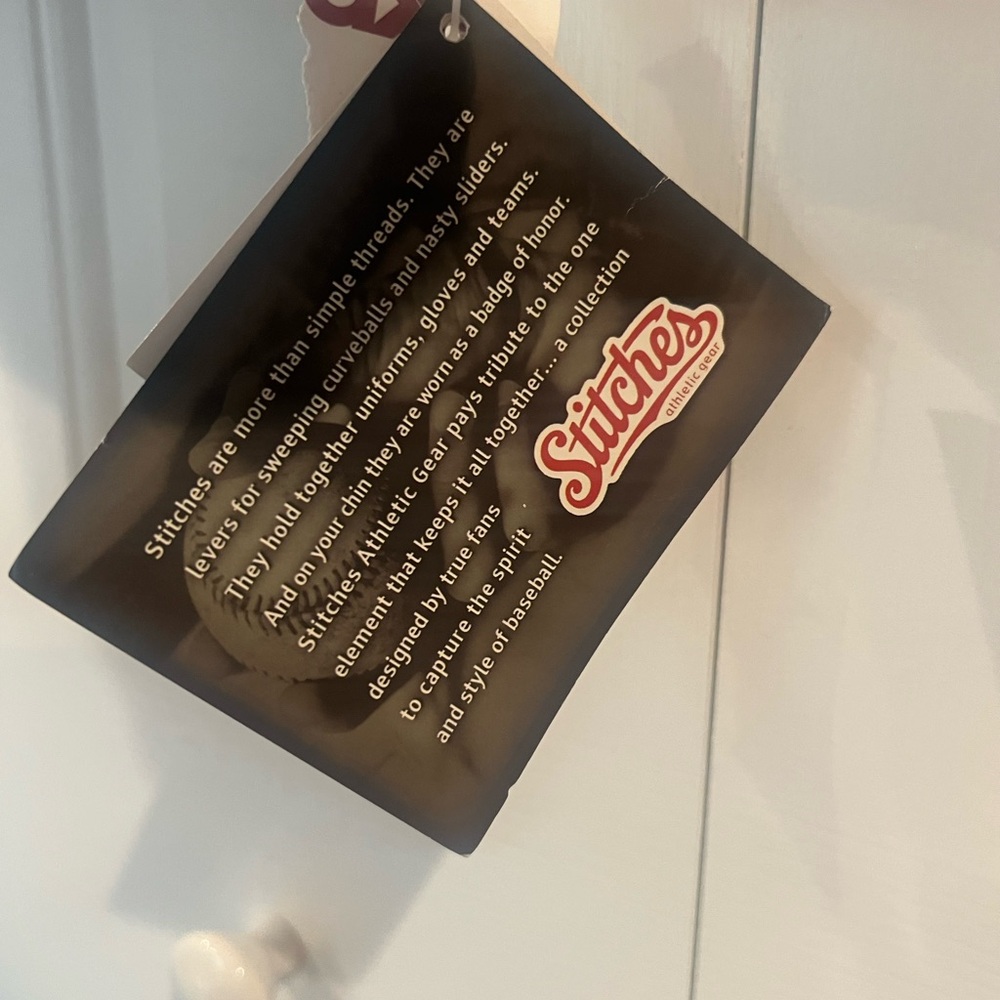 Stitches are more than simple threads. They are
levers for sweeping curveballs and nasty sliders.
They hold together uniforms, gloves and teams.
And on your chin they are worn as a badge of honor.
Stitches Athletic Gear pays tribute to the one
element that keeps it all together... a collection
designed by true fans
to capture the spirit
and style of baseball.
Stitches
athletic gear